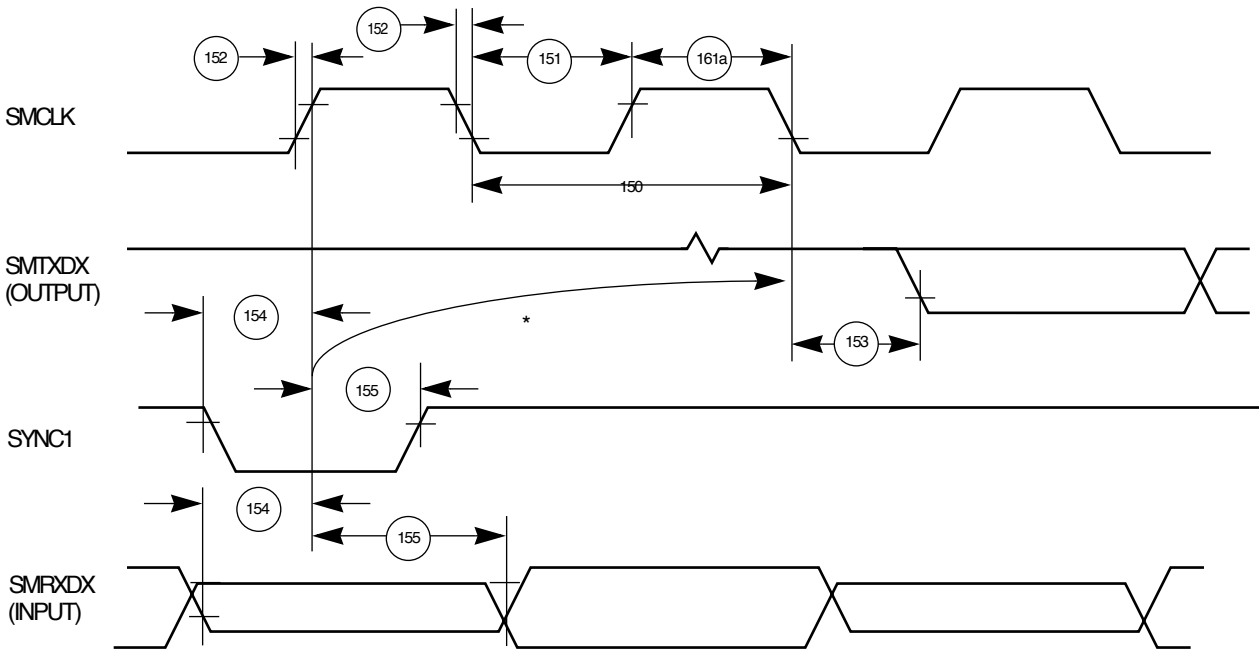 152
152
151
161a
SMCLK
150
SMTXDX
(OUTPUT)
154
*
153
155
SYNC1
154
155
SMRXDX
(INPUT)